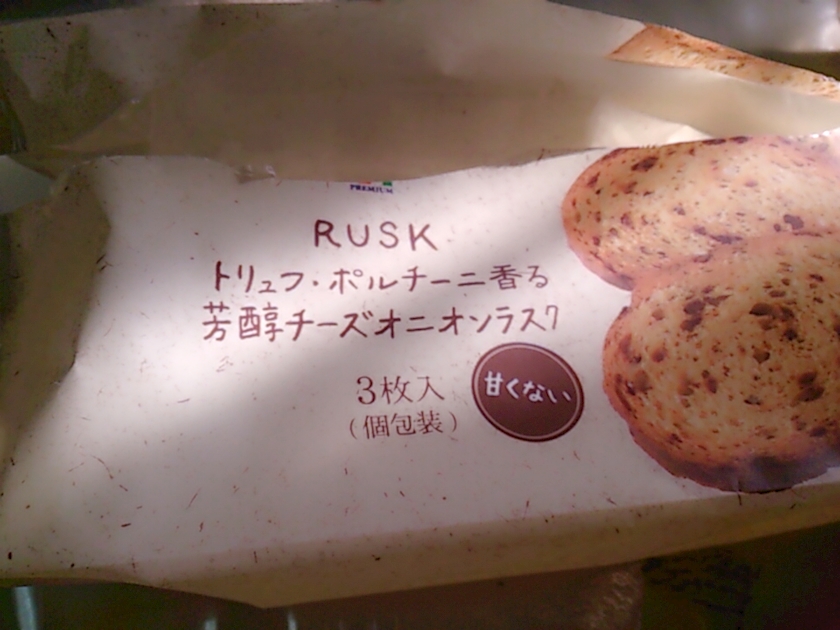 PREMIUM
RUSK
トリュフ・ポルチーニ香る
芳醇チーズオニオンラスク
3枚入
(個包装)
甘くない